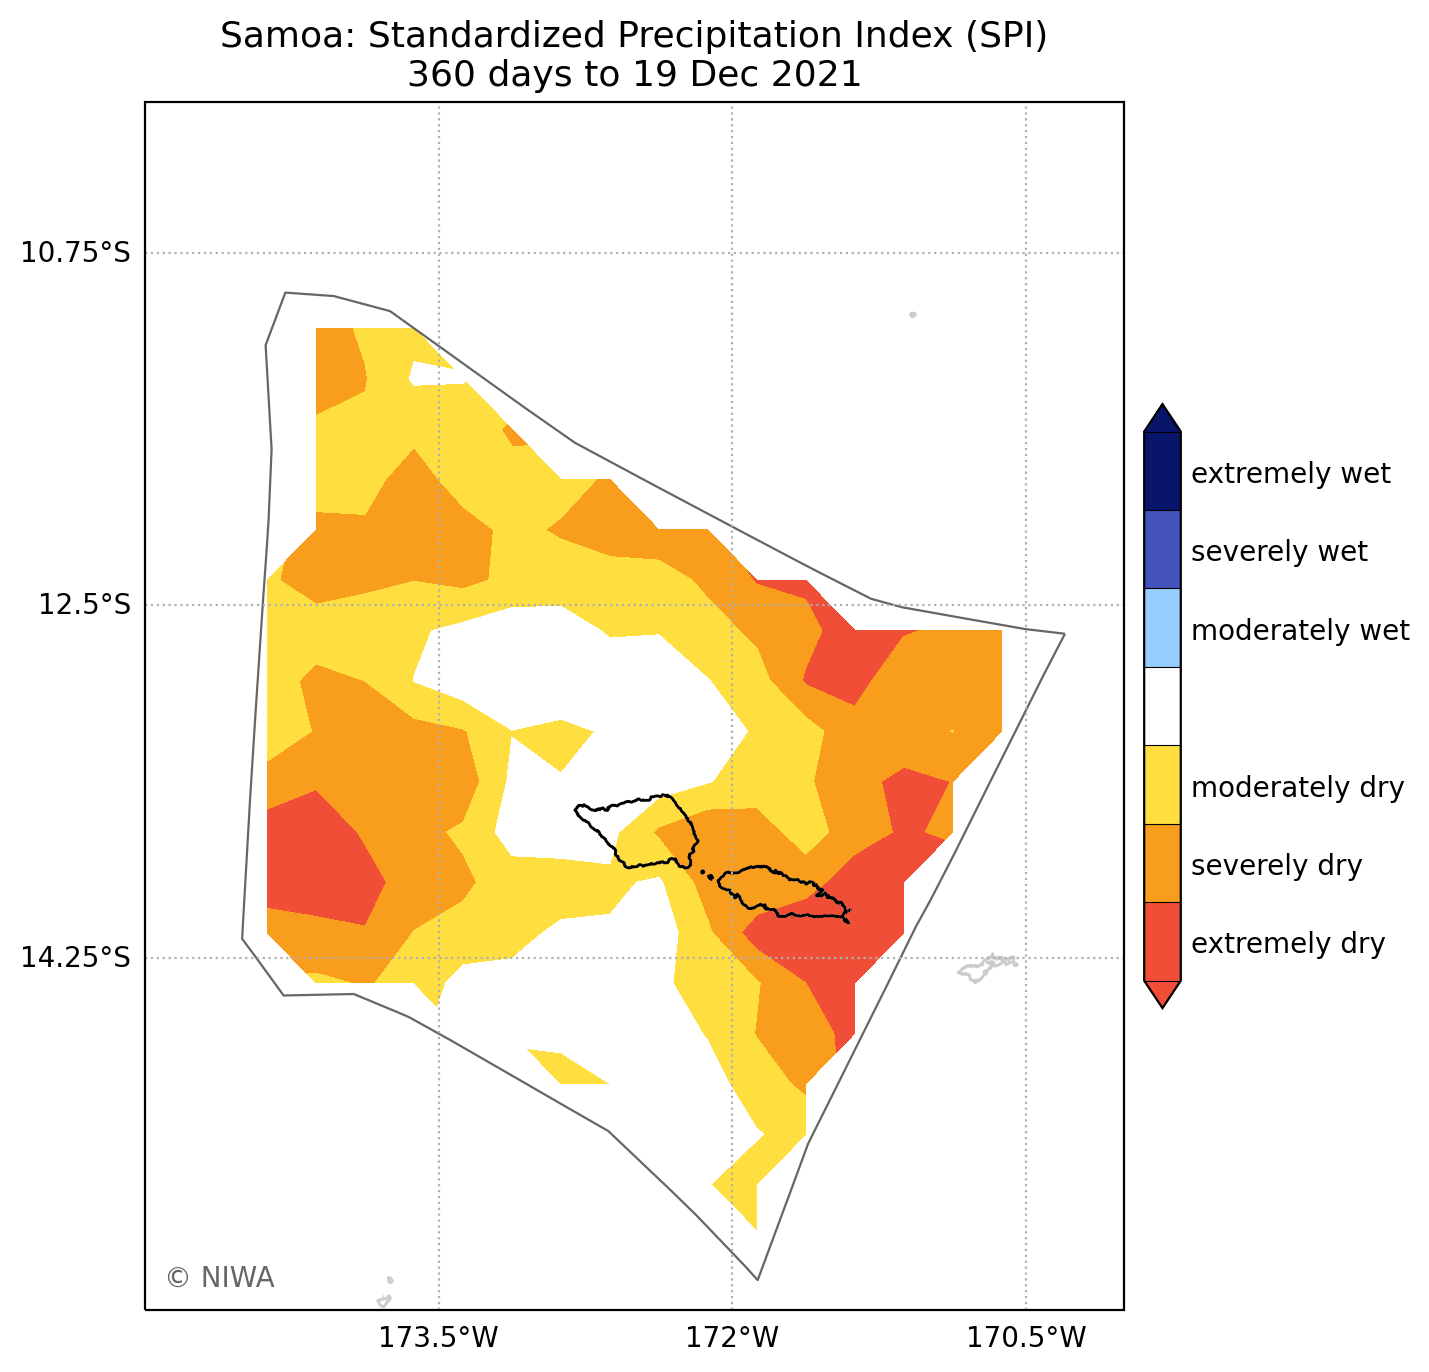 Samoa: Standardized Precipitation Index (SPI)
360 days to 19 Dec 2021
10.75°S
12.5°S
14.25°S
extremely wet
severely wet
moderately wet
moderately dry
severely dry
extremely dry
© NIWA
173.5°W
172°W
170.5°W